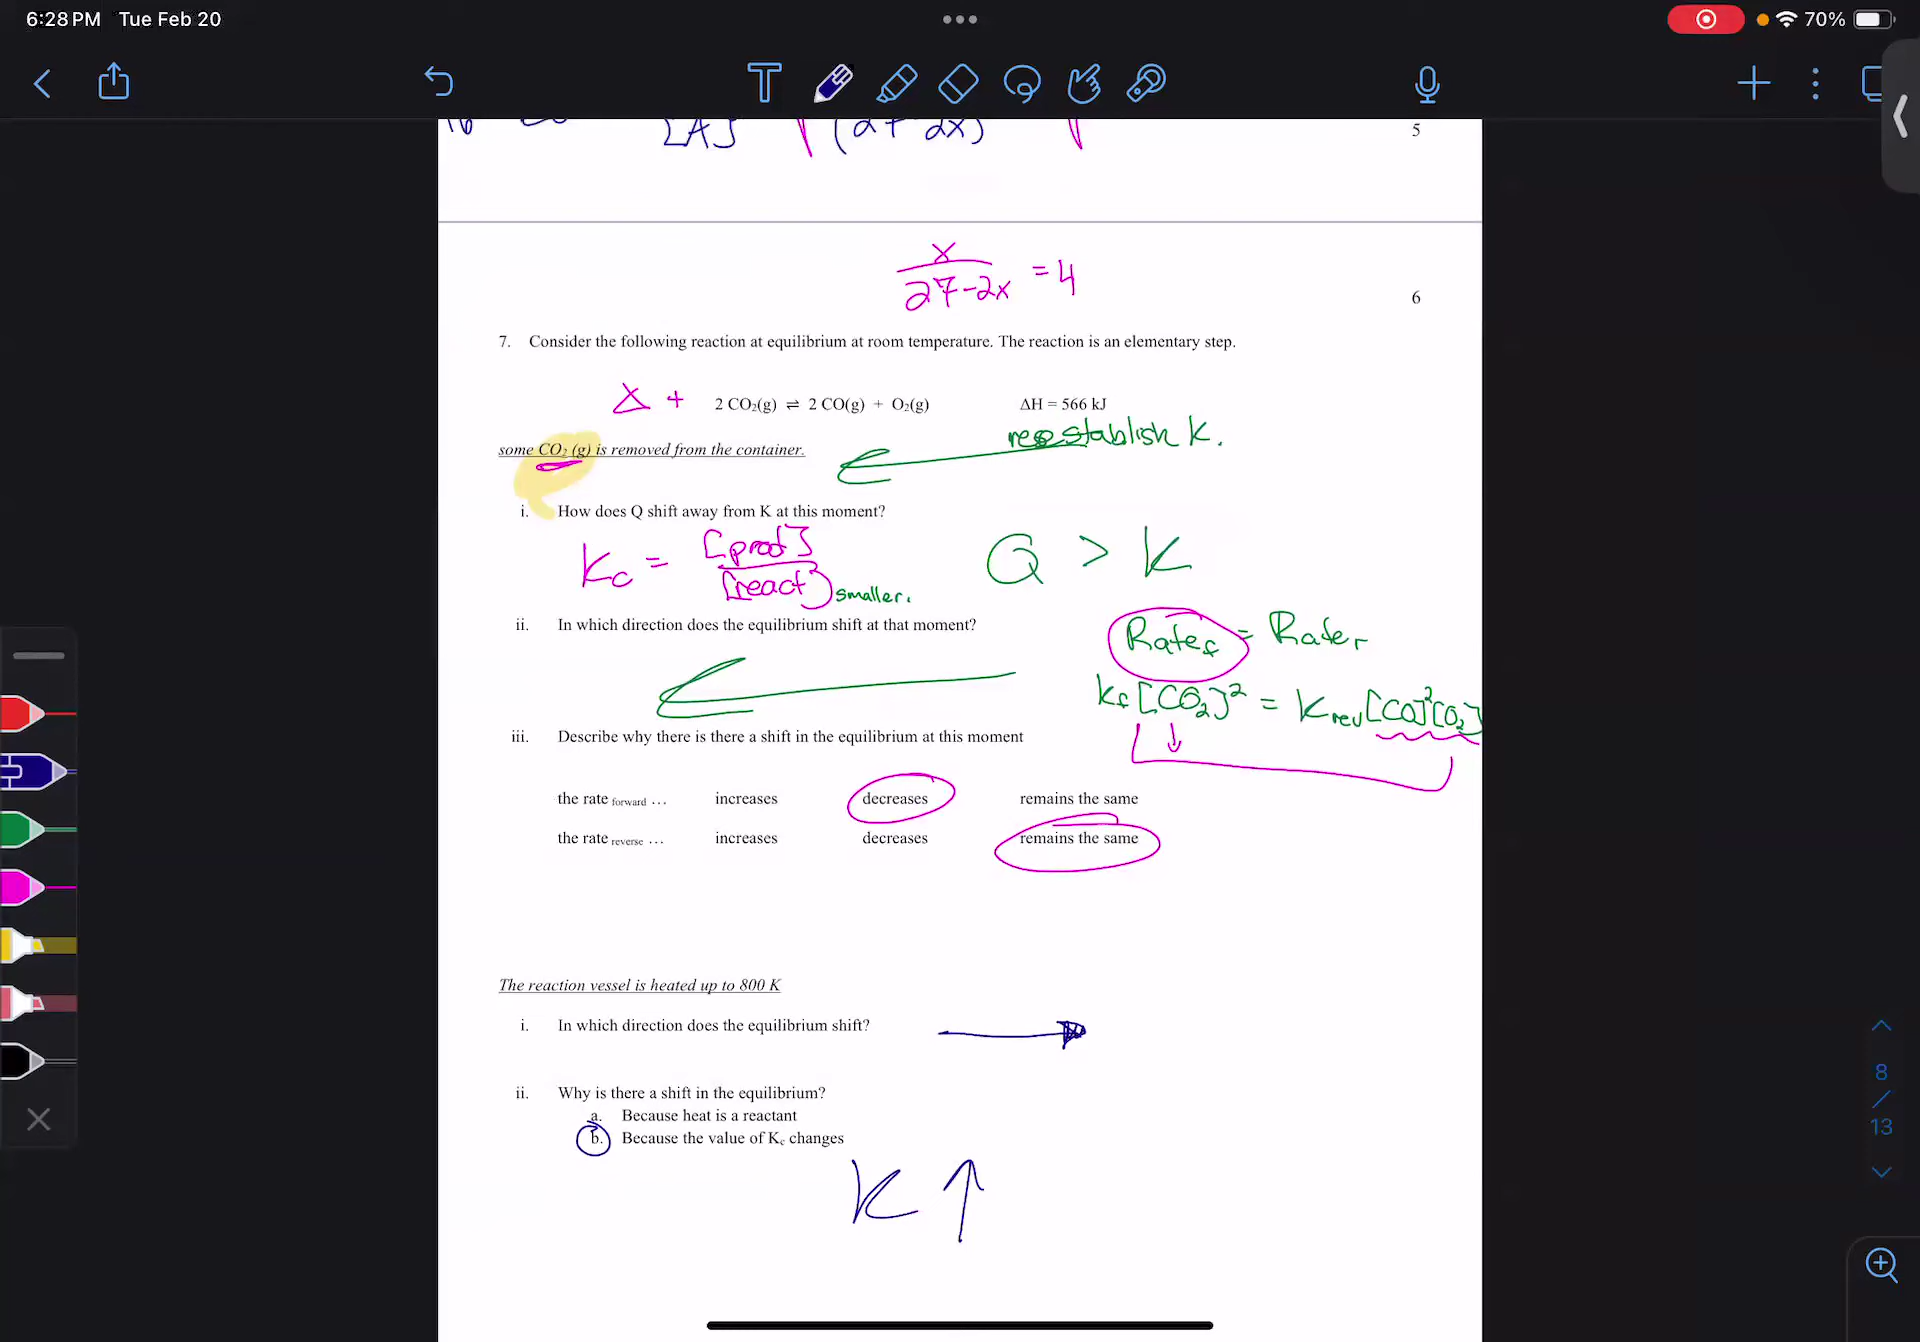 6:28 PM Tue Feb 20
70%
[A] (2+2x)
5
x
27-2x = 4
6
7. Consider the following reaction at equilibrium at room temperature. The reaction is an elementary step.
Δ + 2 CO₂(g) ⇌ 2 CO(g) + O₂(g) ΔH = 566 kJ
reestablish K.
some CO₂ (g) is removed from the container.
i. How does Q shift away from K at this moment?
Kc = [prod]
[react] smaller.
Q > K
ii. In which direction does the equilibrium shift at that moment?
Ratef = Rater
kf[CO₂]² = krev[CO]²[O₂]
iii. Describe why there is there a shift in the equilibrium at this moment
the rate forward … increases decreases remains the same
the rate reverse … increases decreases remains the same
The reaction vessel is heated up to 800 K
i. In which direction does the equilibrium shift?
ii. Why is there a shift in the equilibrium?
a. Because heat is a reactant
b. Because the value of Kc changes
K ↑
8
/
13